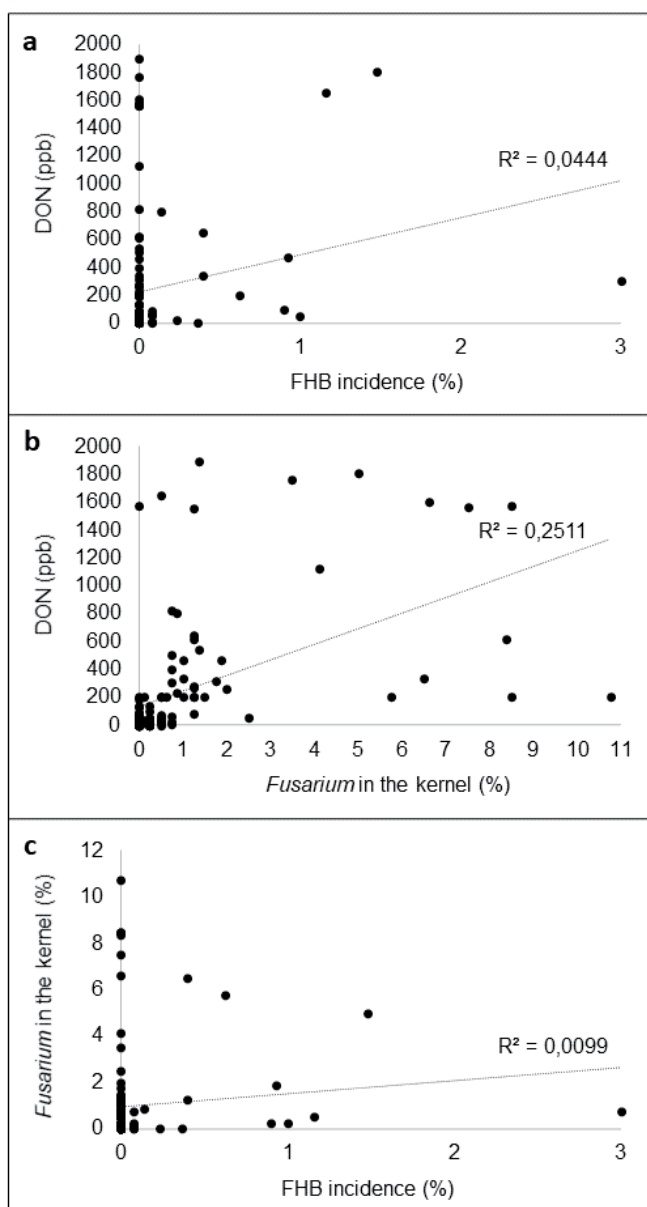 a
2000
1800
1600
1400
1200
1000
800
600
400
200
0
DON (ppb)
R² = 0,0444
0 1 2 3
FHB incidence (%)
b
2000
1800
1600
1400
1200
1000
800
600
400
200
0
DON (ppb)
R² = 0,2511
0 1 2 3 4 5 6 7 8 9 10 11
Fusarium in the kernel (%)
c
12
10
8
6
4
2
0
Fusarium in the kernel (%)
R² = 0,0099
0 1 2 3
FHB incidence (%)